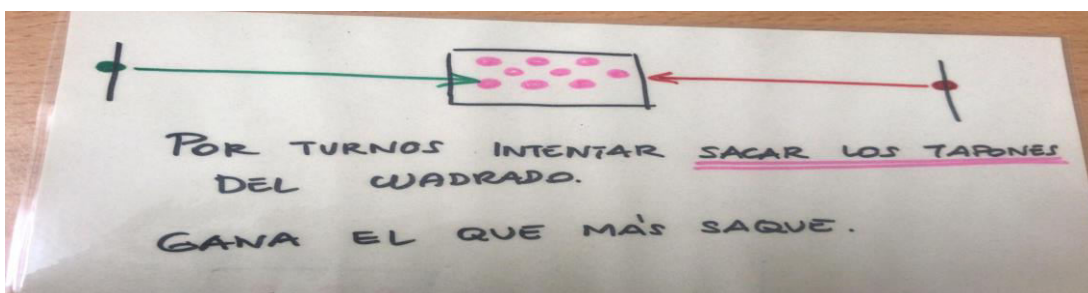 POR TURNOS INTENTAR SACAR LOS TAPONES
DEL CUADRADO.
GANA EL QUE MÁS SAQUE.